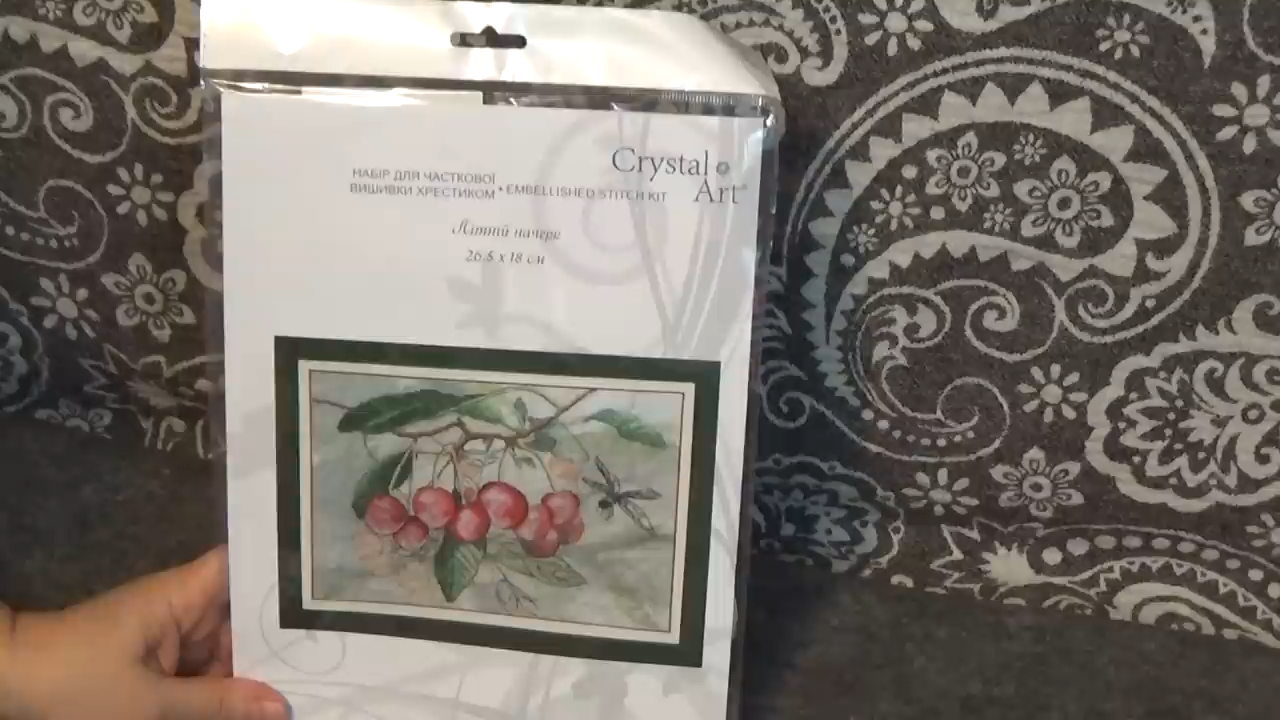 Crystal
Art
НАБІР ДЛЯ ЧАСТКОВОЇ
ВИШИВКИ ХРЕСТИКОМ * EMBELLISHED STITCH KIT
Літній начерк
26.5 x 18 см